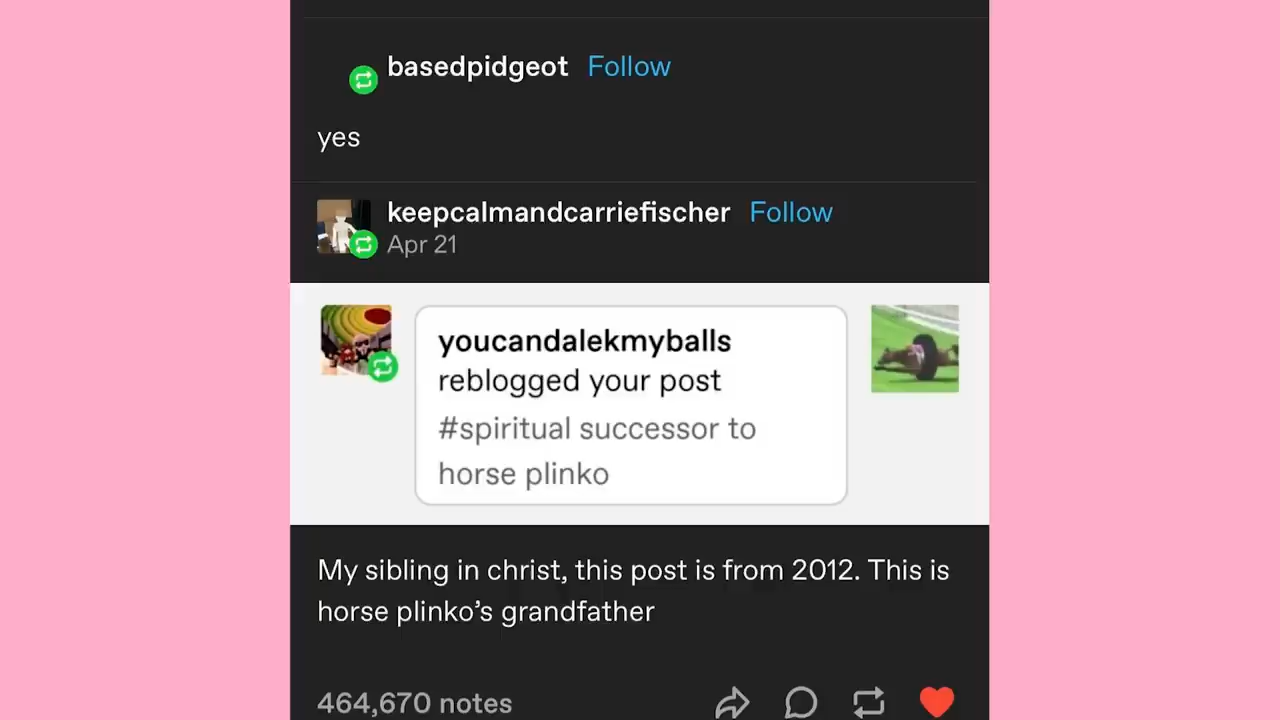 basedpidgeot Follow
yes
keepcalmandcarriefischer Follow
Apr 21
youcandalekmyballs
reblogged your post
#spiritual successor to
horse plinko
My sibling in christ, this post is from 2012. This is
horse plinko’s grandfather
464,670 notes